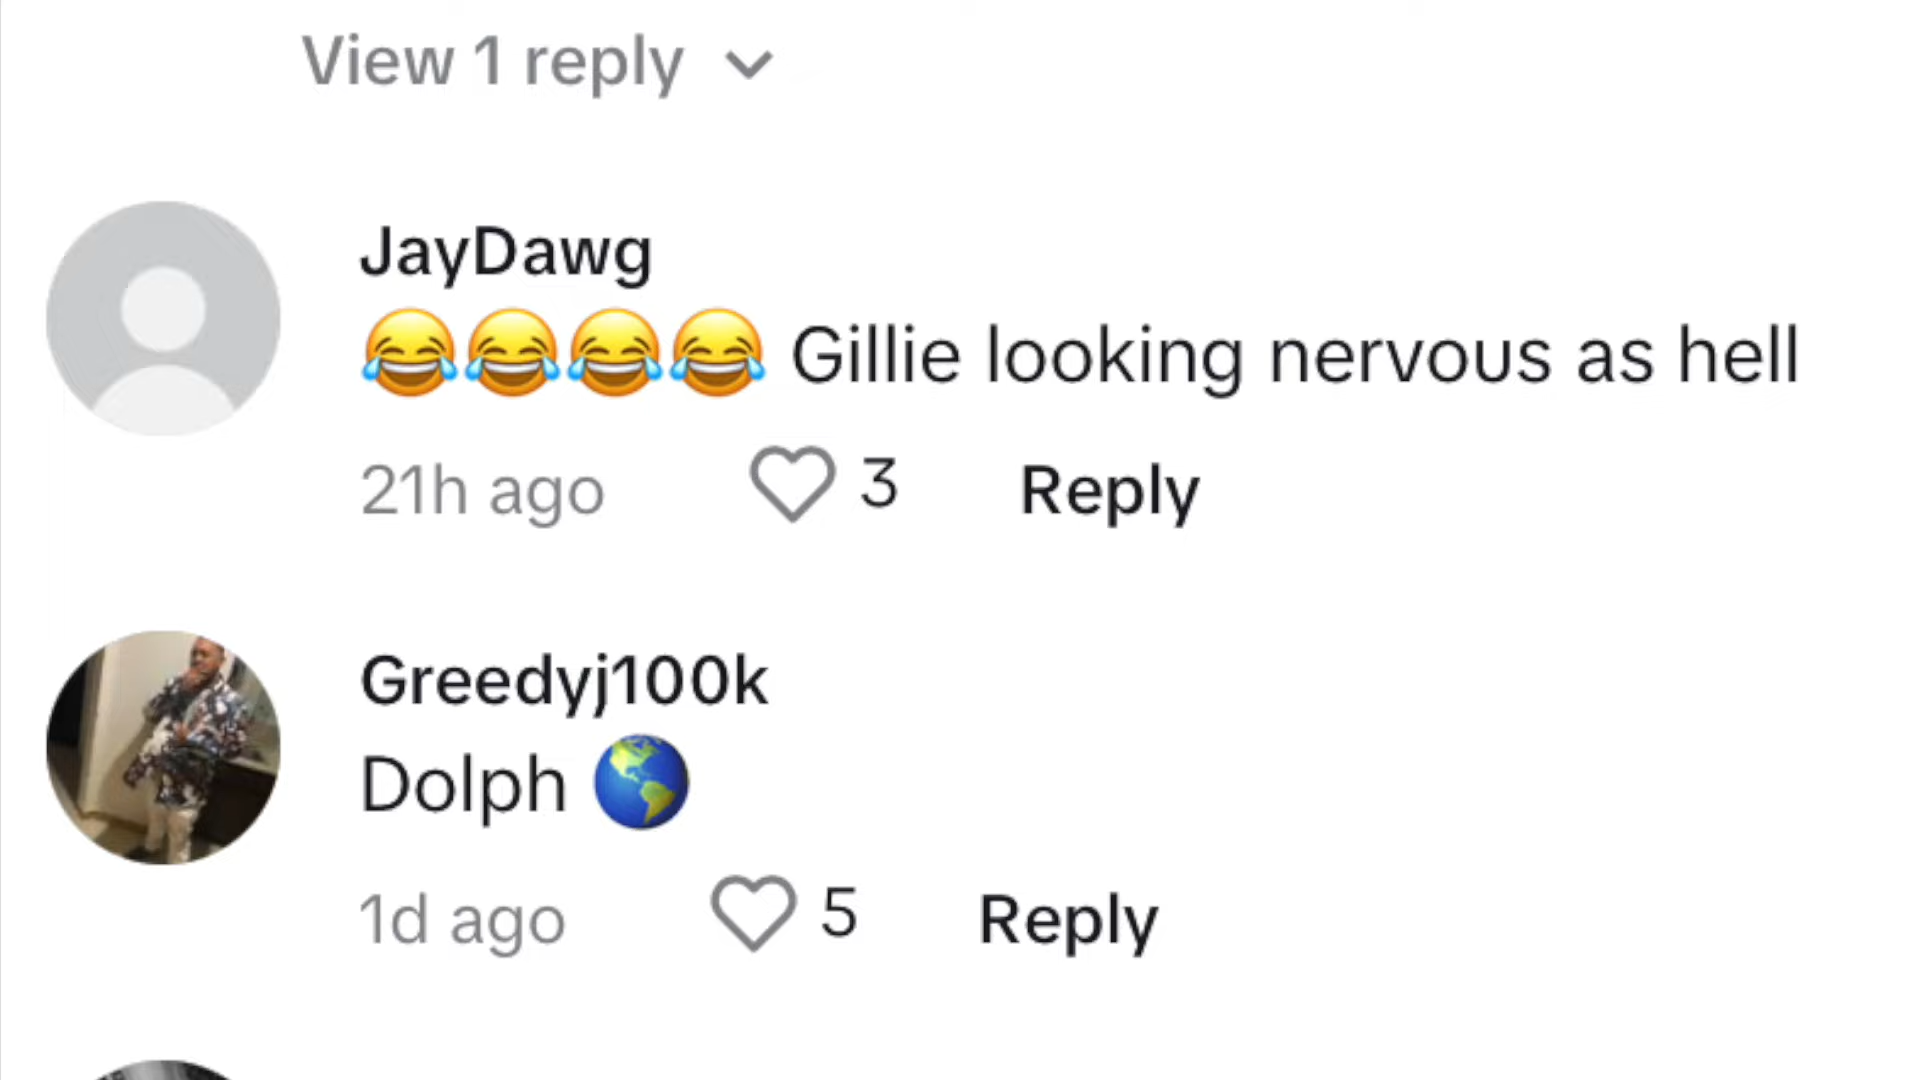 View 1 reply
JayDawg
😂😂😂😂 Gillie looking nervous as hell
21h ago 3 Reply
Greedyj100k
Dolph 🌎
1d ago 5 Reply